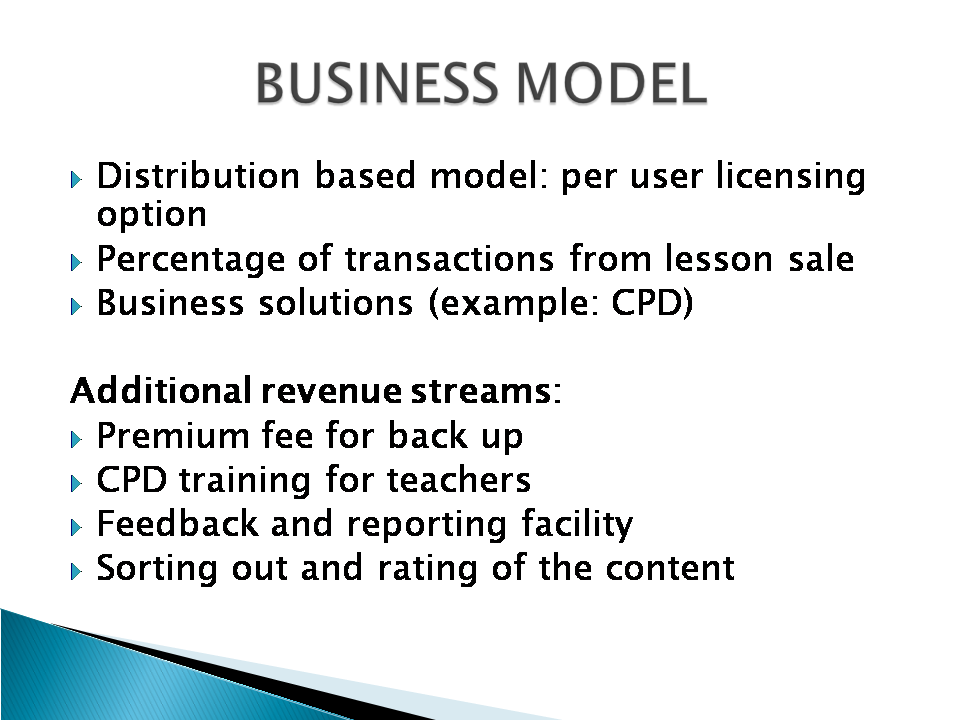 BUSINESS MODEL
Distribution based model: per user licensing
option
Percentage of transactions from lesson sale
Business solutions (example: CPD)
Additional revenue streams:
Premium fee for back up
CPD training for teachers
Feedback and reporting facility
Sorting out and rating of the content